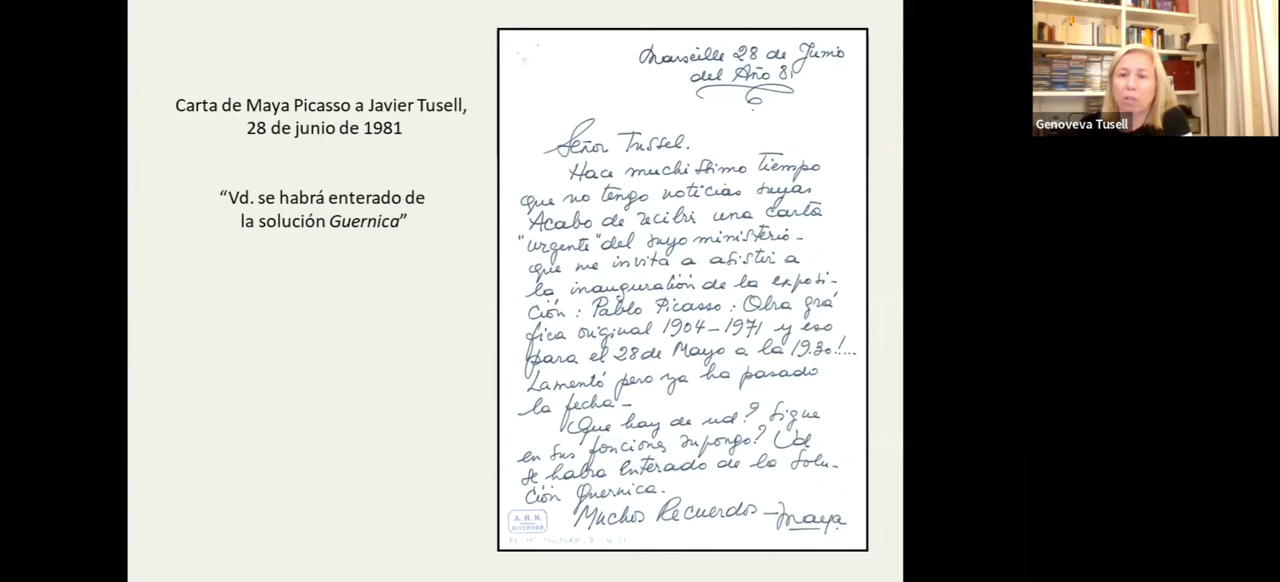 Carta de Maya Picasso a Javier Tusell,
28 de junio de 1981
“Vd. se habrá enterado de
la solución Guernica”
Marseille 28 de Junio
del Año 81
Señor Tussel.
Hace muchissimo tiempo
que no tengo noticias suyas
Acabo de recibri una carta
"urgente" del suyo ministerio -
que me invita a asistir a
la inauguración de la exposi-
ción : Pablo Picasso : Obra grá
fica original 1904-1971 y eso
para el 28 de Mayo a la 19.30!...
Lamentó pero ya ha pasado
la fecha -
Que hay de ud? Sigue
en sus funciones supongo? Ud
se habra enterado de la solu-
ción Guernica.
Muchos Recuerdos - Maya
A. H. N.
Genoveva Tusell